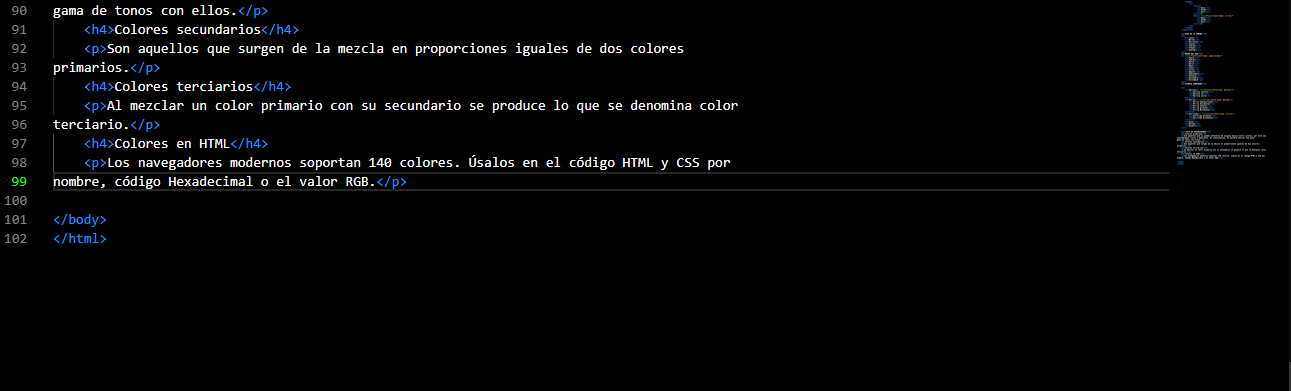 90 gama de tonos con ellos.</p>
91 <h4>Colores secundarios</h4>
92 <p>Son aquellos que surgen de la mezcla en proporciones iguales de dos colores
93 primarios.</p>
94 <h4>Colores terciarios</h4>
95 <p>Al mezclar un color primario con su secundario se produce lo que se denomina color
96 terciario.</p>
97 <h4>Colores en HTML</h4>
98 <p>Los navegadores modernos soportan 140 colores. Úsalos en el código HTML y CSS por
99 nombre, código Hexadecimal o el valor RGB.</p>
100
101 </body>
102 </html>